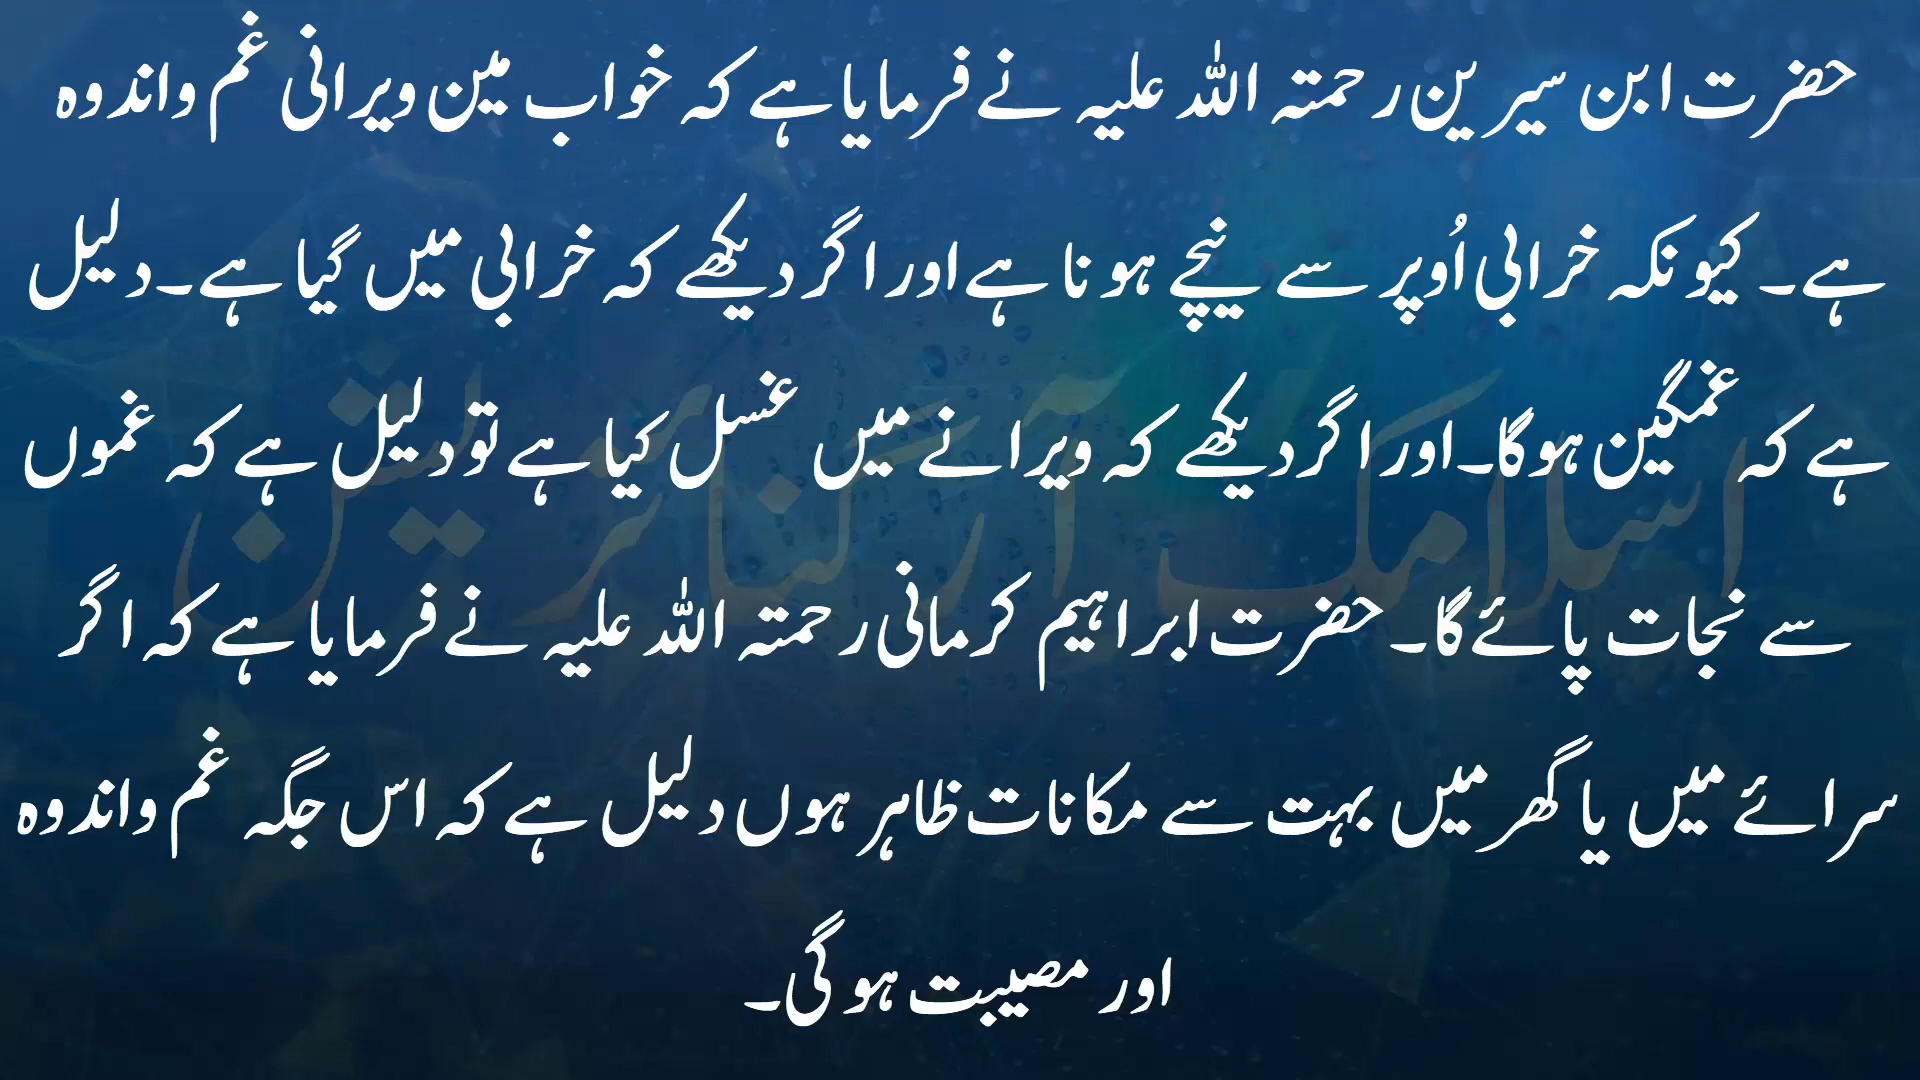 حضرت ابن سیرین رحمتہ اللہ علیہ نے فرمایا ہے کہ خواب مین ویرانی غم واندوہ
ہے۔ کیونکہ خرابی اُوپر سے نیچے ہونا ہے اور اگر دیکھے کہ خرابی میں گیا ہے۔ دلیل
ہے کہ غمگین ہوگا۔ اور اگر دیکھے کہ ویرانے میں غسل کیا ہے تو دلیل ہے کہ غموں
سے نجات پائے گا۔ حضرت ابراہیم کرمانی رحمتہ اللہ علیہ نے فرمایا ہے کہ اگر
سرائے میں یا گھر میں بہت سے مکانات ظاہر ہوں دلیل ہے کہ اس جگہ غم واندوہ
اور مصیبت ہوگی۔